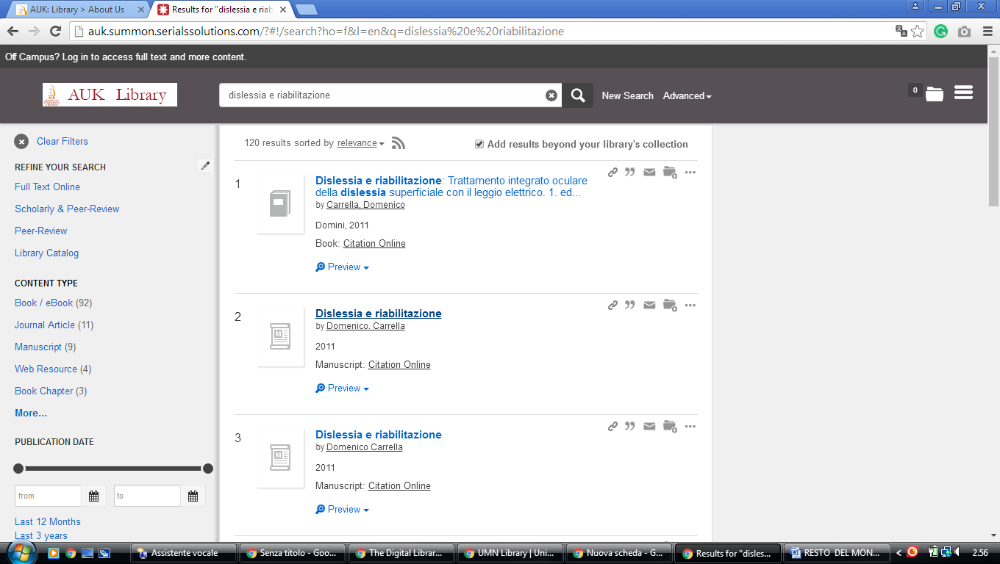 AUK: Library > About Us
Results for "dislessia e riab
auk.summon.serialssolutions.com/?#!/search?ho=f&l=en&q=dislessia%20e%20riabilitazione
Off Campus? Log in to access full text and more content.
AUK Library
dislessia e riabilitazione
New Search
Advanced
0
Clear Filters
REFINE YOUR SEARCH
Full Text Online
Scholarly & Peer-Review
Peer-Review
Library Catalog
CONTENT TYPE
Book / eBook (92)
Journal Article (11)
Manuscript (9)
Web Resource (4)
Book Chapter (3)
More...
PUBLICATION DATE
from
to
Last 12 Months
Last 3 years
120 results sorted by relevance
Add results beyond your library's collection
1
Dislessia e riabilitazione: Trattamento integrato oculare
della dislessia superficiale con il leggio elettrico. 1. ed...
by Carrella, Domenico
Domini, 2011
Book: Citation Online
Preview
2
Dislessia e riabilitazione
by Domenico. Carrella
2011
Manuscript: Citation Online
Preview
3
Dislessia e riabilitazione
by Domenico Carrella
2011
Manuscript: Citation Online
Preview
Assistente vocale
Senza titolo - Goo...
The Digital Librar...
UMN Library | Uni...
Nuova scheda - G...
Results for "disles...
RESTO DEL MON...
2.56